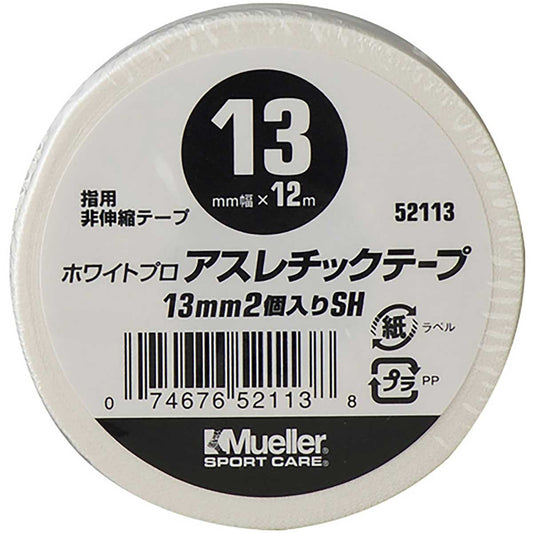 13
mm幅×12m
指用
非伸縮テープ
52113
ホワイトプロ アスレチックテープ
13mm2個入りSH
紙 ラベル
プラ PP
0 74676 52113 8
Mueller®
SPORT CARE®